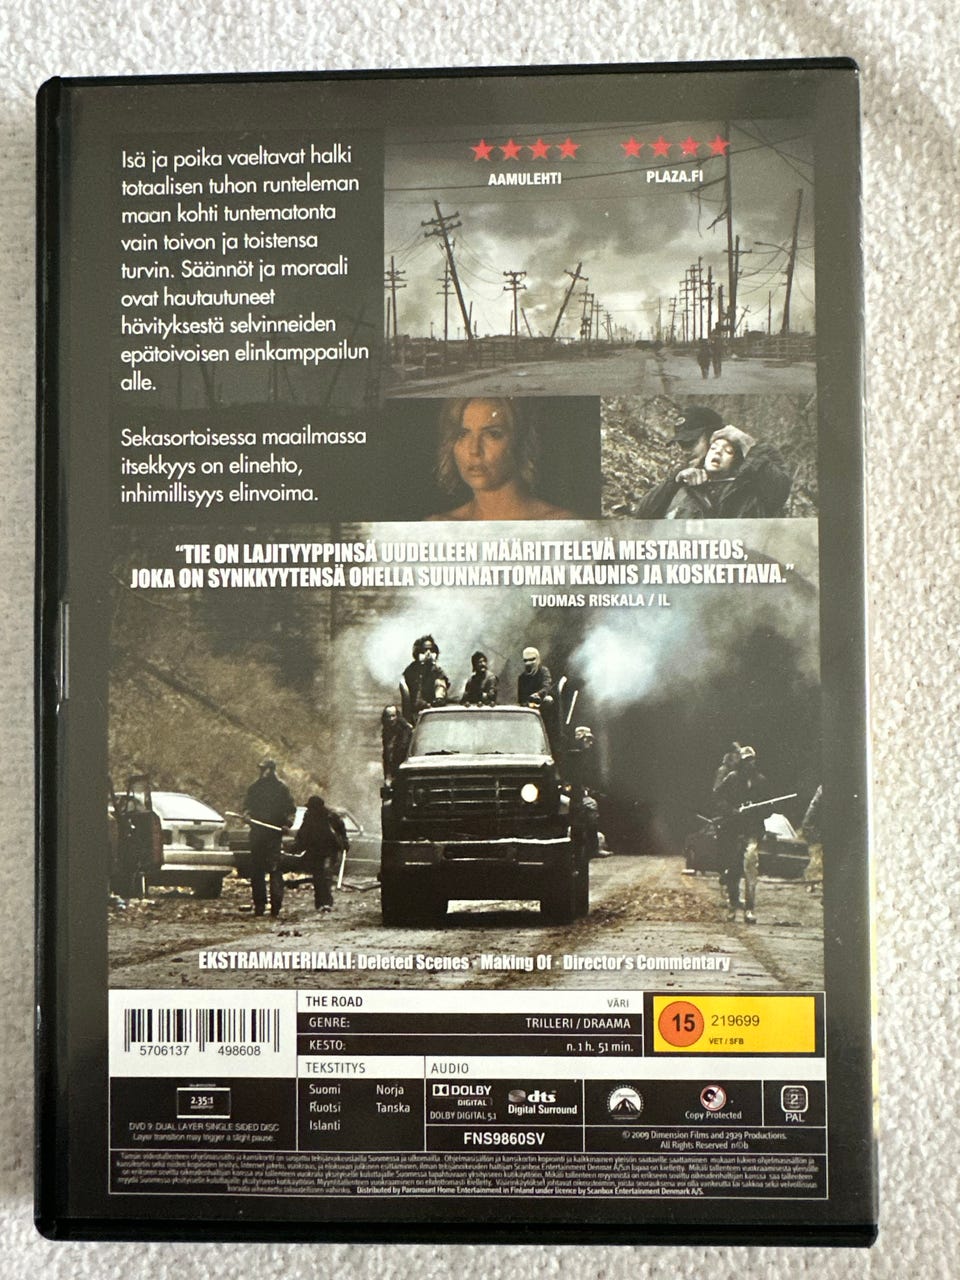 Isä ja poika vaeltavat halki
totaalisen tuhon runteleman
maan kohti tuntematonta
vain toivon ja toistensa
turvin. Säännöt ja moraali
ovat hautautuneet
hävityksestä selvinneiden
epätoivoisen elinkamppailun
alle.
Sekasortoisessa maailmassa
itsekkyys on elinehto,
inhimillisyys elinvoima.
AAMULEHTI
PLAZA.FI
“TIE ON LAJITYYPPINSÄ UUDELLEEN MÄÄRITTELEVÄ MESTARITEOS,
JOKA ON SYNKKYYTENSÄ OHELLA SUUNNATTOMAN KAUNIS JA KOSKETTAVA.”
TUOMAS RISKALA / IL
EKSTRAMATERIAALI: Deleted Scenes · Making Of · Director's Commentary
5706137 498608
THE ROAD VÄRI
GENRE: TRILLERI / DRAAMA
KESTO: n. 1 h. 51 min.
15 219699
VET / SFB
TEKSTITYS
Suomi Norja
Ruotsi Tanska
Islanti
AUDIO
DOLBY
DIGITAL
DOLBY DIGITAL 5.1
dts
Digital Surround
FNS9860SV
2.35:1
DVD 9: DUAL LAYER SINGLE SIDED DISC
Layer transition may trigger a slight pause.
Paramount
Copy Protected
2
PAL
© 2009 Dimension Films and 2929 Productions.
All Rights Reserved
Distributed by Paramount Home Entertainment in Finland under licence by Scanbox Entertainment Denmark A/S.